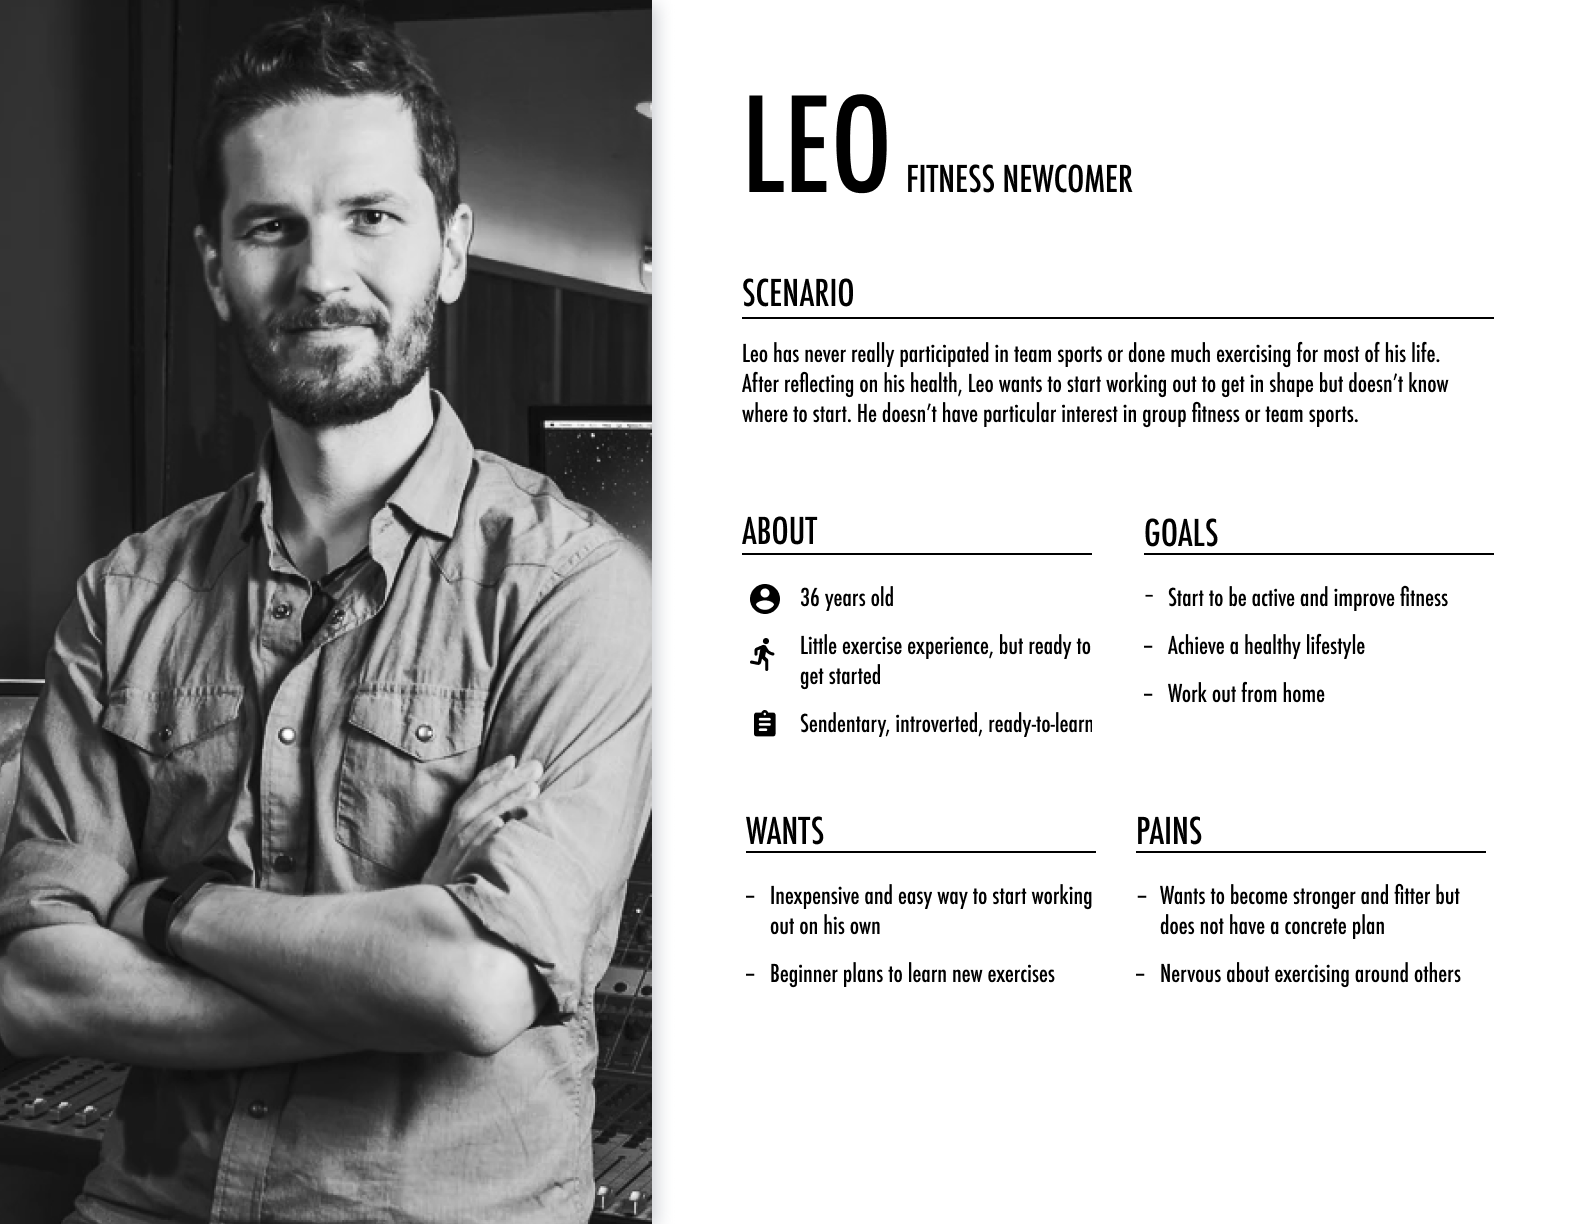 LEO FITNESS NEWCOMER
SCENARIO
Leo has never really participated in team sports or done much exercising for most of his life.
After reflecting on his health, Leo wants to start working out to get in shape but doesn’t know
where to start. He doesn’t have particular interest in group fitness or team sports.
ABOUT
36 years old
Little exercise experience, but ready to
get started
Sendentary, introverted, ready-to-learn
GOALS
– Start to be active and improve fitness
– Achieve a healthy lifestyle
– Work out from home
WANTS
– Inexpensive and easy way to start working
out on his own
– Beginner plans to learn new exercises
PAINS
– Wants to become stronger and fitter but
does not have a concrete plan
– Nervous about exercising around others